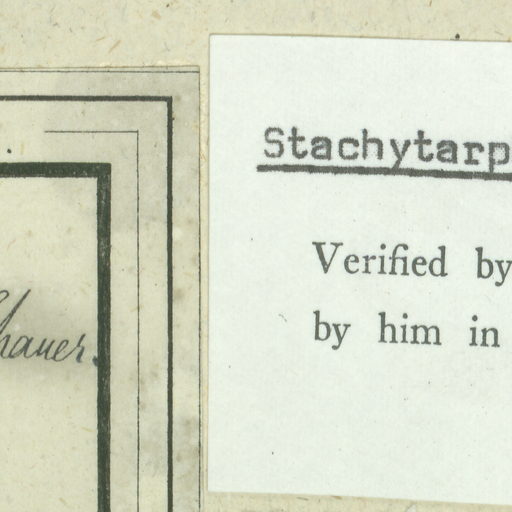 Stachytarp
Verified by
by him in
hauer.